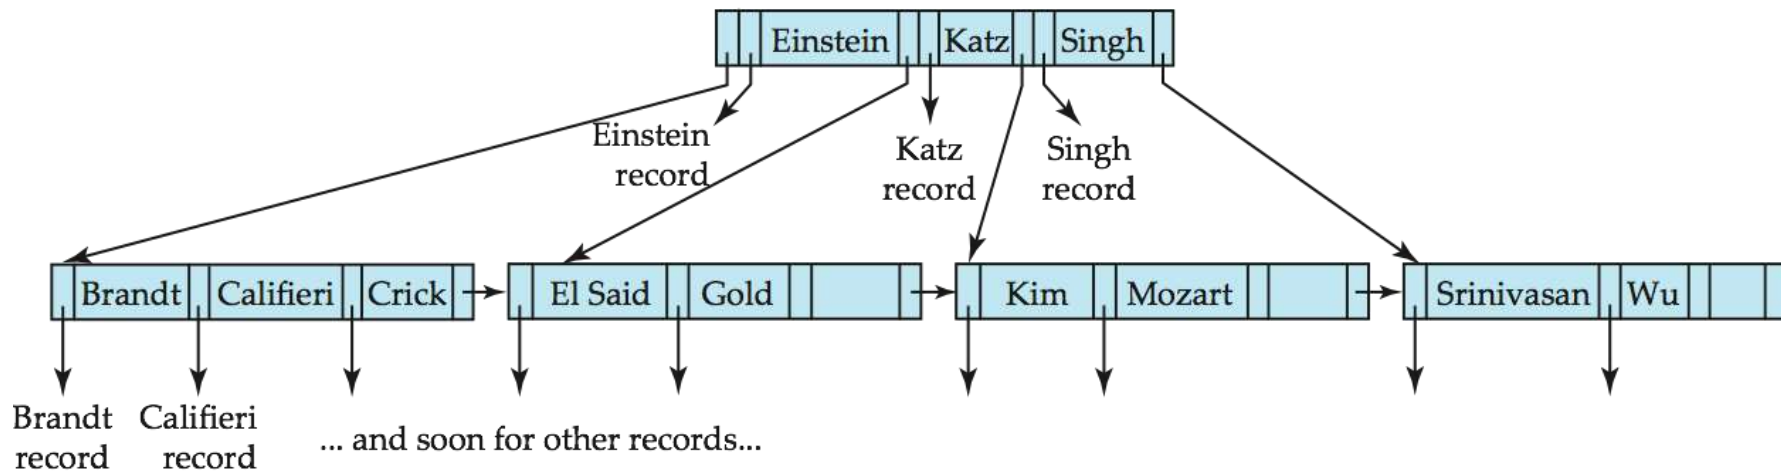 Einstein Katz Singh
Einstein
record
Katz
record
Singh
record
Brandt Califieri Crick El Said Gold Kim Mozart Srinivasan Wu
Brandt
record
Califieri
record
... and soon for other records...